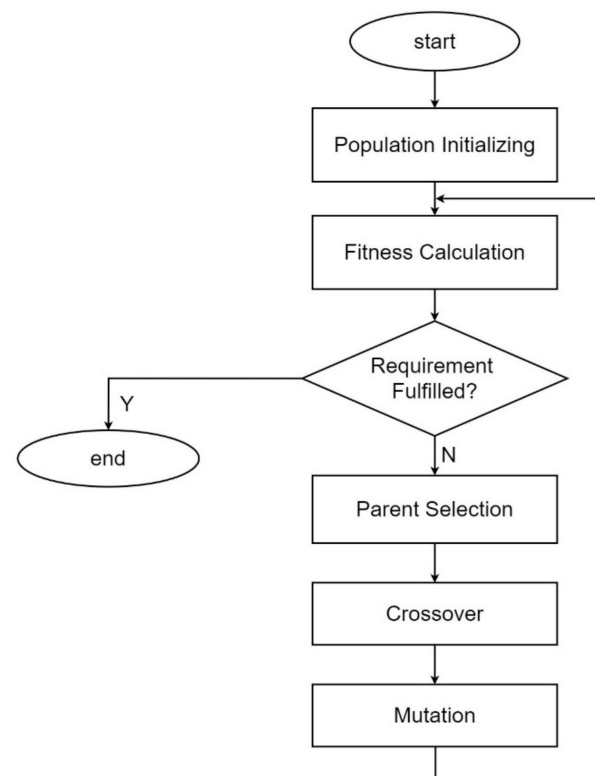 start
Population Initializing
Fitness Calculation
Requirement
Fulfilled?
Y
end
N
Parent Selection
Crossover
Mutation